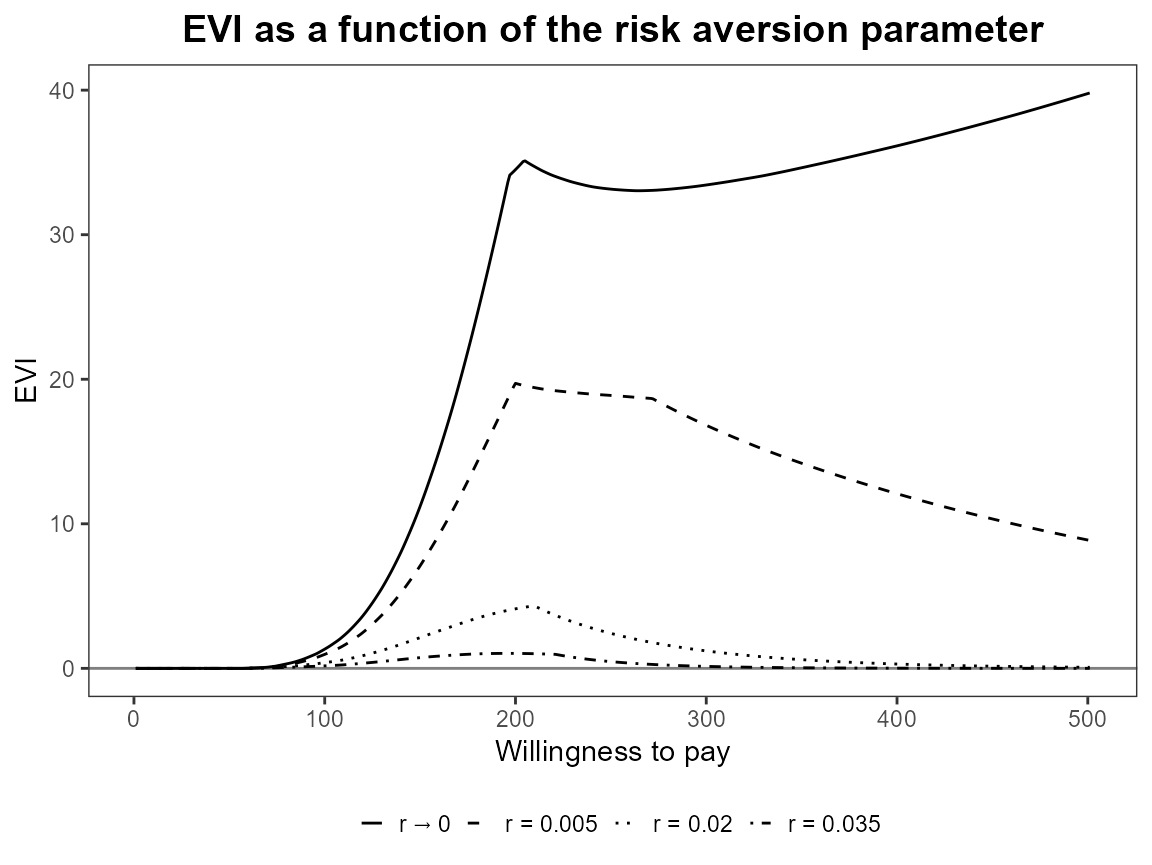 EVI as a function of the risk aversion parameter
40
30
20
10
0
EVI
0 100 200 300 400 500
Willingness to pay
r → 0 r = 0.005 r = 0.02 r = 0.035